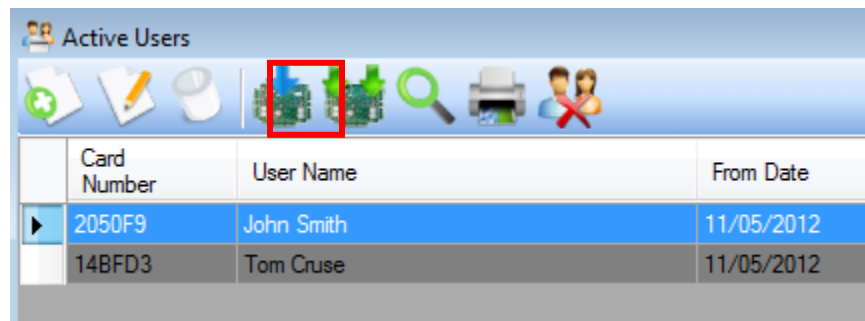 Active Users
Card Number User Name From Date
2050F9 John Smith 11/05/2012
14BFD3 Tom Cruse 11/05/2012